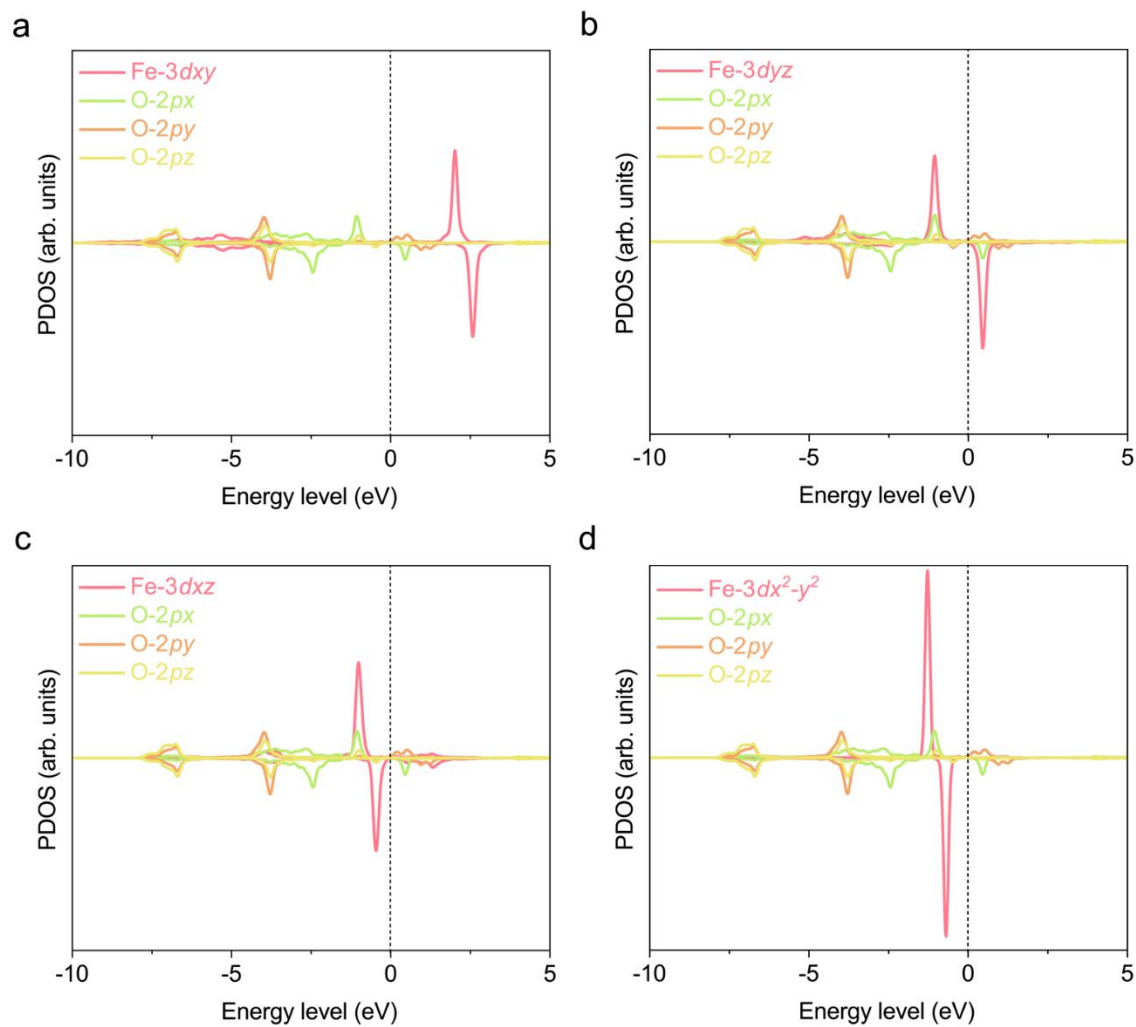 a
Fe-3dxy
O-2px
O-2py
O-2pz
PDOS (arb. units)
-10 -5 0 5
Energy level (eV)
b
Fe-3dyz
O-2px
O-2py
O-2pz
PDOS (arb. units)
-10 -5 0 5
Energy level (eV)
c
Fe-3dxz
O-2px
O-2py
O-2pz
PDOS (arb. units)
-10 -5 0 5
Energy level (eV)
d
Fe-3dx²-y²
O-2px
O-2py
O-2pz
PDOS (arb. units)
-10 -5 0 5
Energy level (eV)